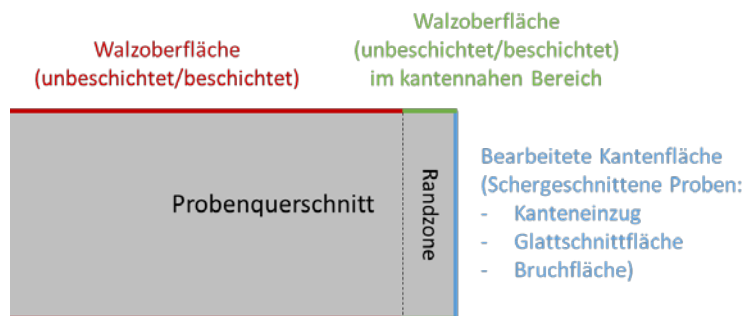 Walzoberfläche
(unbeschichtet/beschichtet)
Walzoberfläche
(unbeschichtet/beschichtet)
im kantennahen Bereich
Probenquerschnitt
Randzone
Bearbeitete Kantenfläche
(Schergeschnittene Proben:
- Kanteneinzug
- Glattschnittfläche
- Bruchfläche)